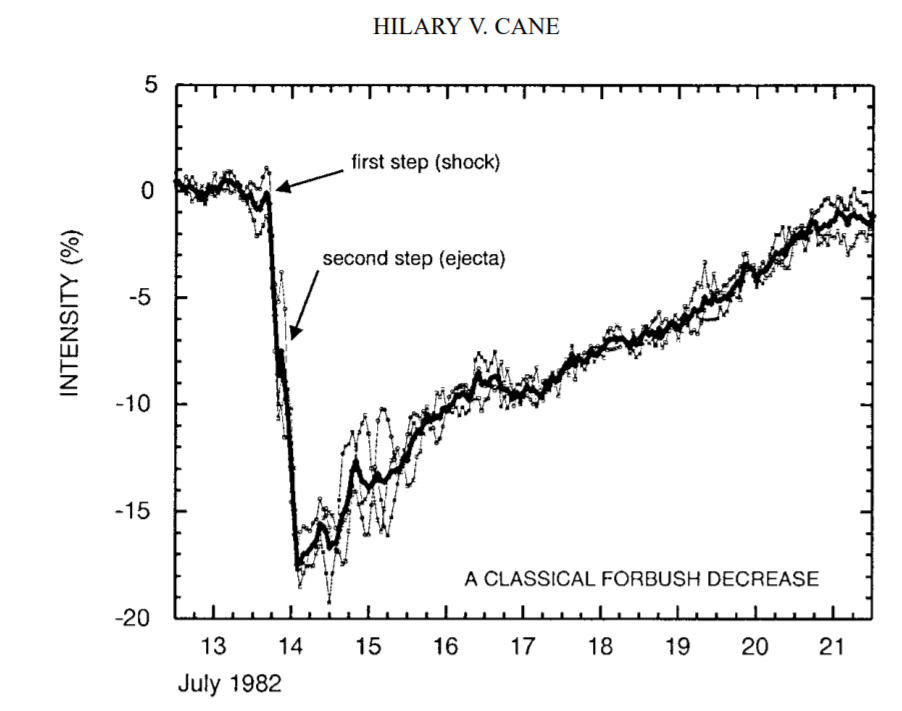 HILARY V. CANE
5
0
-5
-10
-15
-20
INTENSITY (%)
first step (shock)
second step (ejecta)
A CLASSICAL FORBUSH DECREASE
13 14 15 16 17 18 19 20 21
July 1982